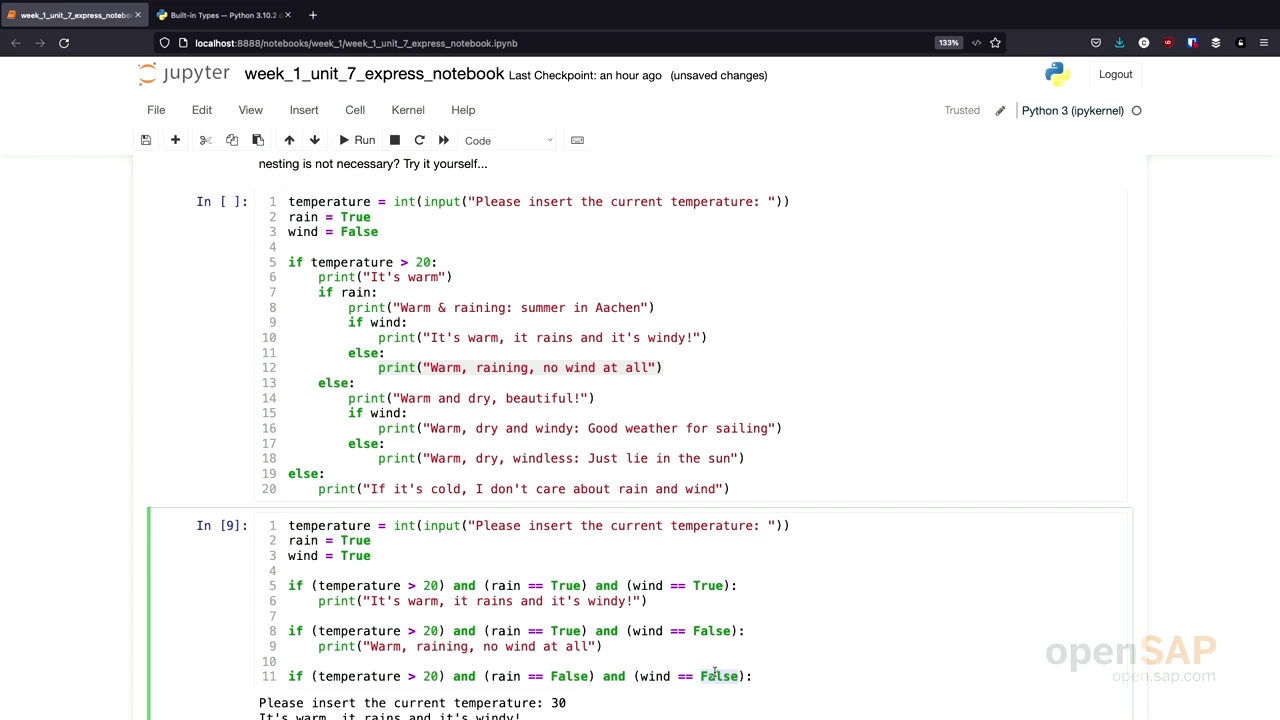 week_1_unit_7_express_noteboo
Built-in Types — Python 3.10.2 d
localhost:8888/notebooks/week_1/week_1_unit_7_express_notebook.ipynb
133%
jupyter week_1_unit_7_express_notebook Last Checkpoint: an hour ago (unsaved changes)
Logout
File Edit View Insert Cell Kernel Help
Trusted Python 3 (ipykernel)
Run Code
nesting is not necessary? Try it yourself...
In [ ]: 1 temperature = int(input("Please insert the current temperature: "))
2 rain = True
3 wind = False
4
5 if temperature > 20:
6 print("It's warm")
7 if rain:
8 print("Warm & raining: summer in Aachen")
9 if wind:
10 print("It's warm, it rains and it's windy!")
11 else:
12 print("Warm, raining, no wind at all")
13 else:
14 print("Warm and dry, beautiful!")
15 if wind:
16 print("Warm, dry and windy: Good weather for sailing")
17 else:
18 print("Warm, dry, windless: Just lie in the sun")
19 else:
20 print("If it's cold, I don't care about rain and wind")
In [9]: 1 temperature = int(input("Please insert the current temperature: "))
2 rain = True
3 wind = True
4
5 if (temperature > 20) and (rain == True) and (wind == True):
6 print("It's warm, it rains and it's windy!")
7
8 if (temperature > 20) and (rain == True) and (wind == False):
9 print("Warm, raining, no wind at all")
10
11 if (temperature > 20) and (rain == False) and (wind == False):
Please insert the current temperature: 30
It's warm, it rains and it's windy!
openSAP
open.sap.com